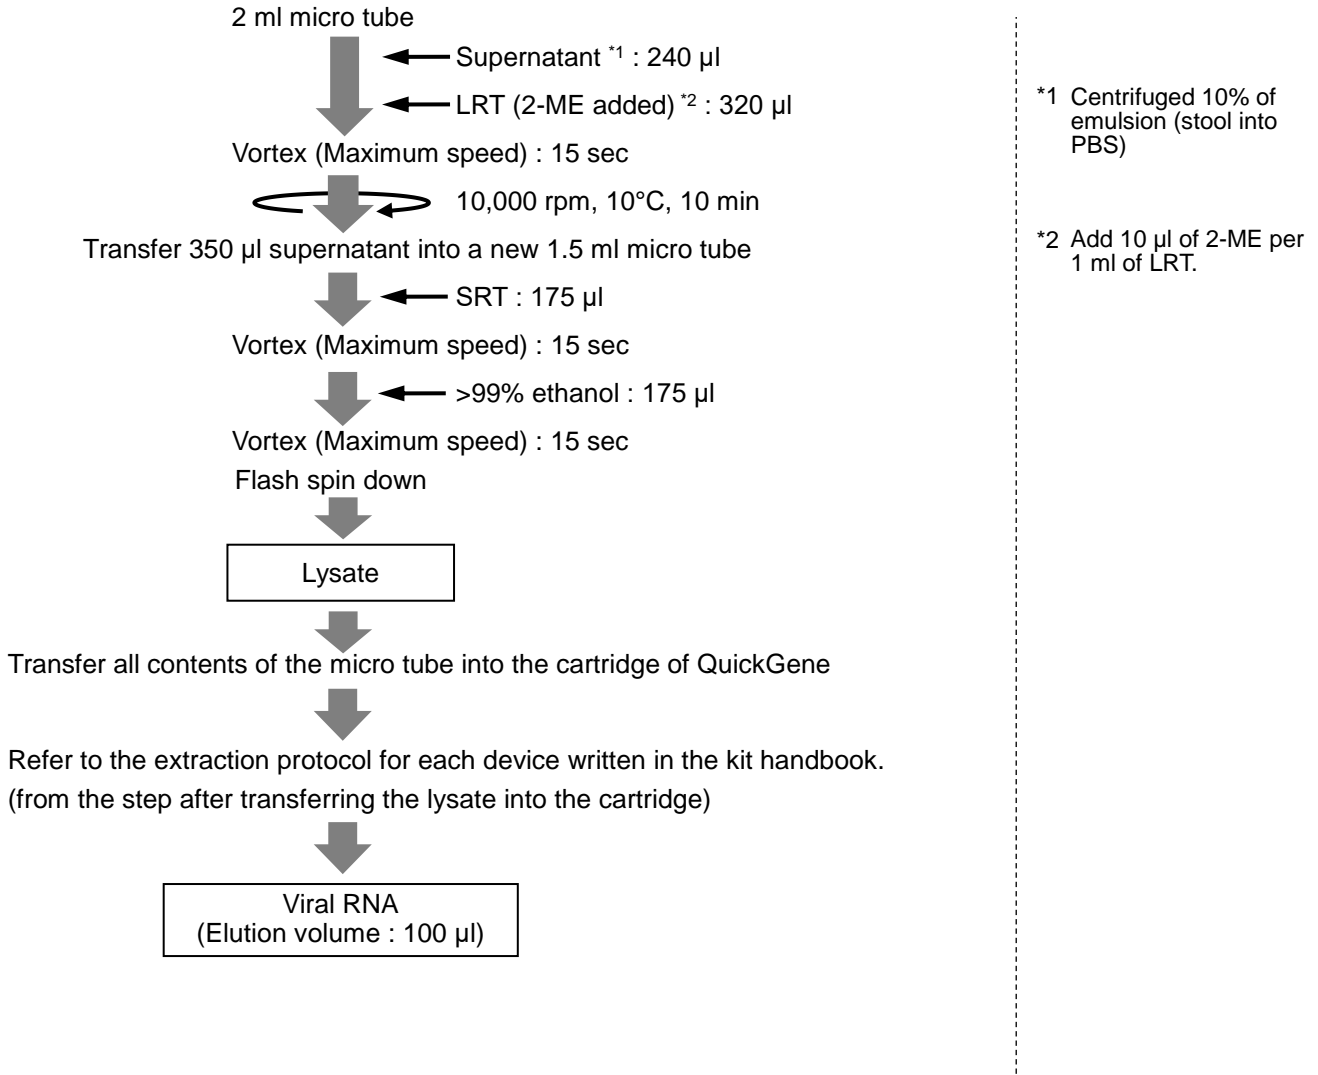 2 ml micro tube
Supernatant *1 : 240 µl
LRT (2-ME added) *2 : 320 µl
Vortex (Maximum speed) : 15 sec
10,000 rpm, 10°C, 10 min
Transfer 350 µl supernatant into a new 1.5 ml micro tube
SRT : 175 µl
Vortex (Maximum speed) : 15 sec
>99% ethanol : 175 µl
Vortex (Maximum speed) : 15 sec
Flash spin down
Lysate
Transfer all contents of the micro tube into the cartridge of QuickGene
Refer to the extraction protocol for each device written in the kit handbook.
(from the step after transferring the lysate into the cartridge)
Viral RNA
(Elution volume : 100 µl)
*1 Centrifuged 10% of
emulsion (stool into
PBS)
*2 Add 10 µl of 2-ME per
1 ml of LRT.